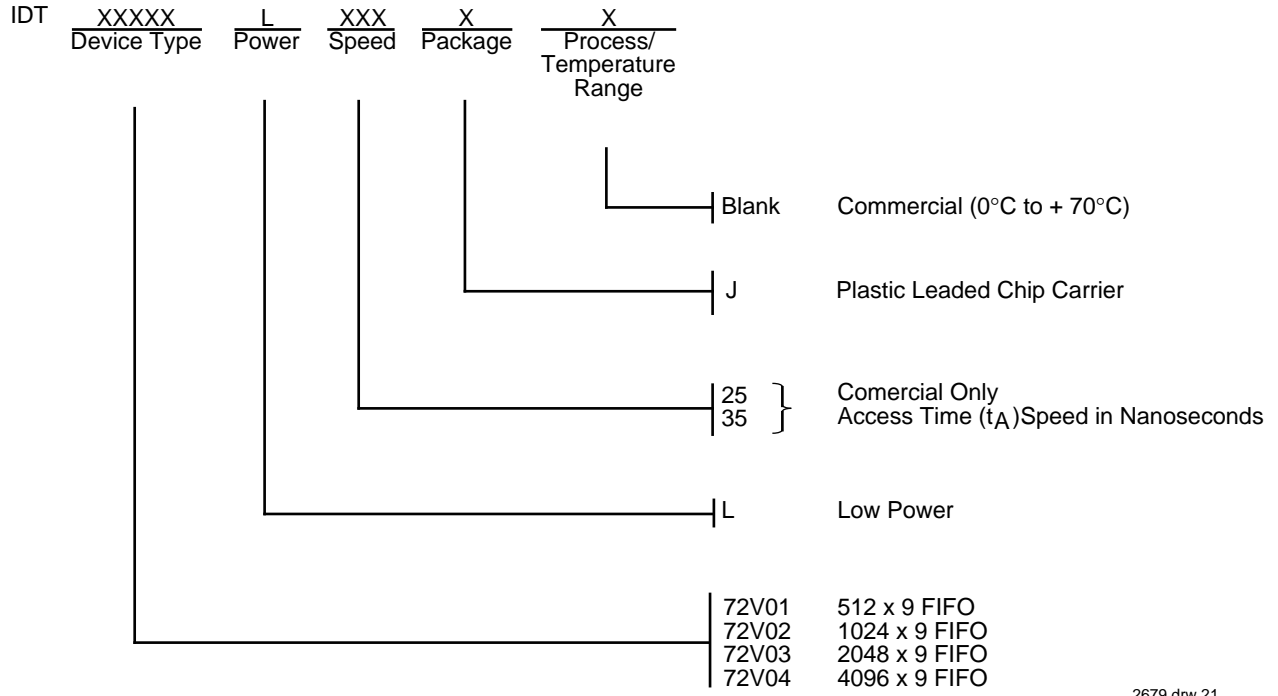 IDT XXXXX L XXX X X
Device Type Power Speed Package Process/
Temperature
Range
Blank Commercial (0°C to + 70°C)
J Plastic Leaded Chip Carrier
25 } Comercial Only
35 Access Time (tA)Speed in Nanoseconds
L Low Power
72V01 512 x 9 FIFO
72V02 1024 x 9 FIFO
72V03 2048 x 9 FIFO
72V04 4096 x 9 FIFO
2679 drw 21